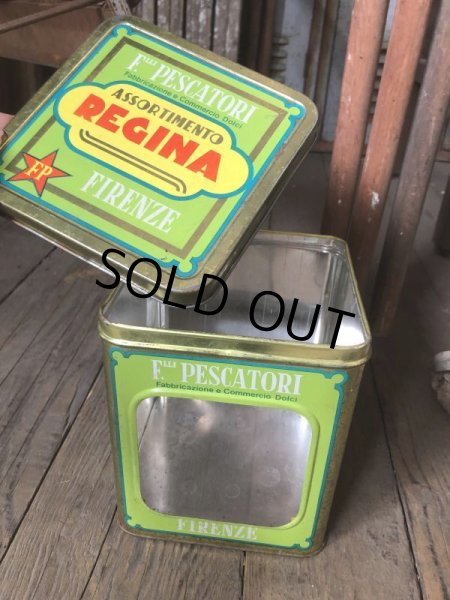 F.lli PESCATORI
Fabbricazione e Commercio Dolci
ASSORTIMENTO
REGINA
FP
FIRENZE
SOLD OUT
F.lli PESCATORI
Fabbricazione e Commercio Dolci
FIRENZE